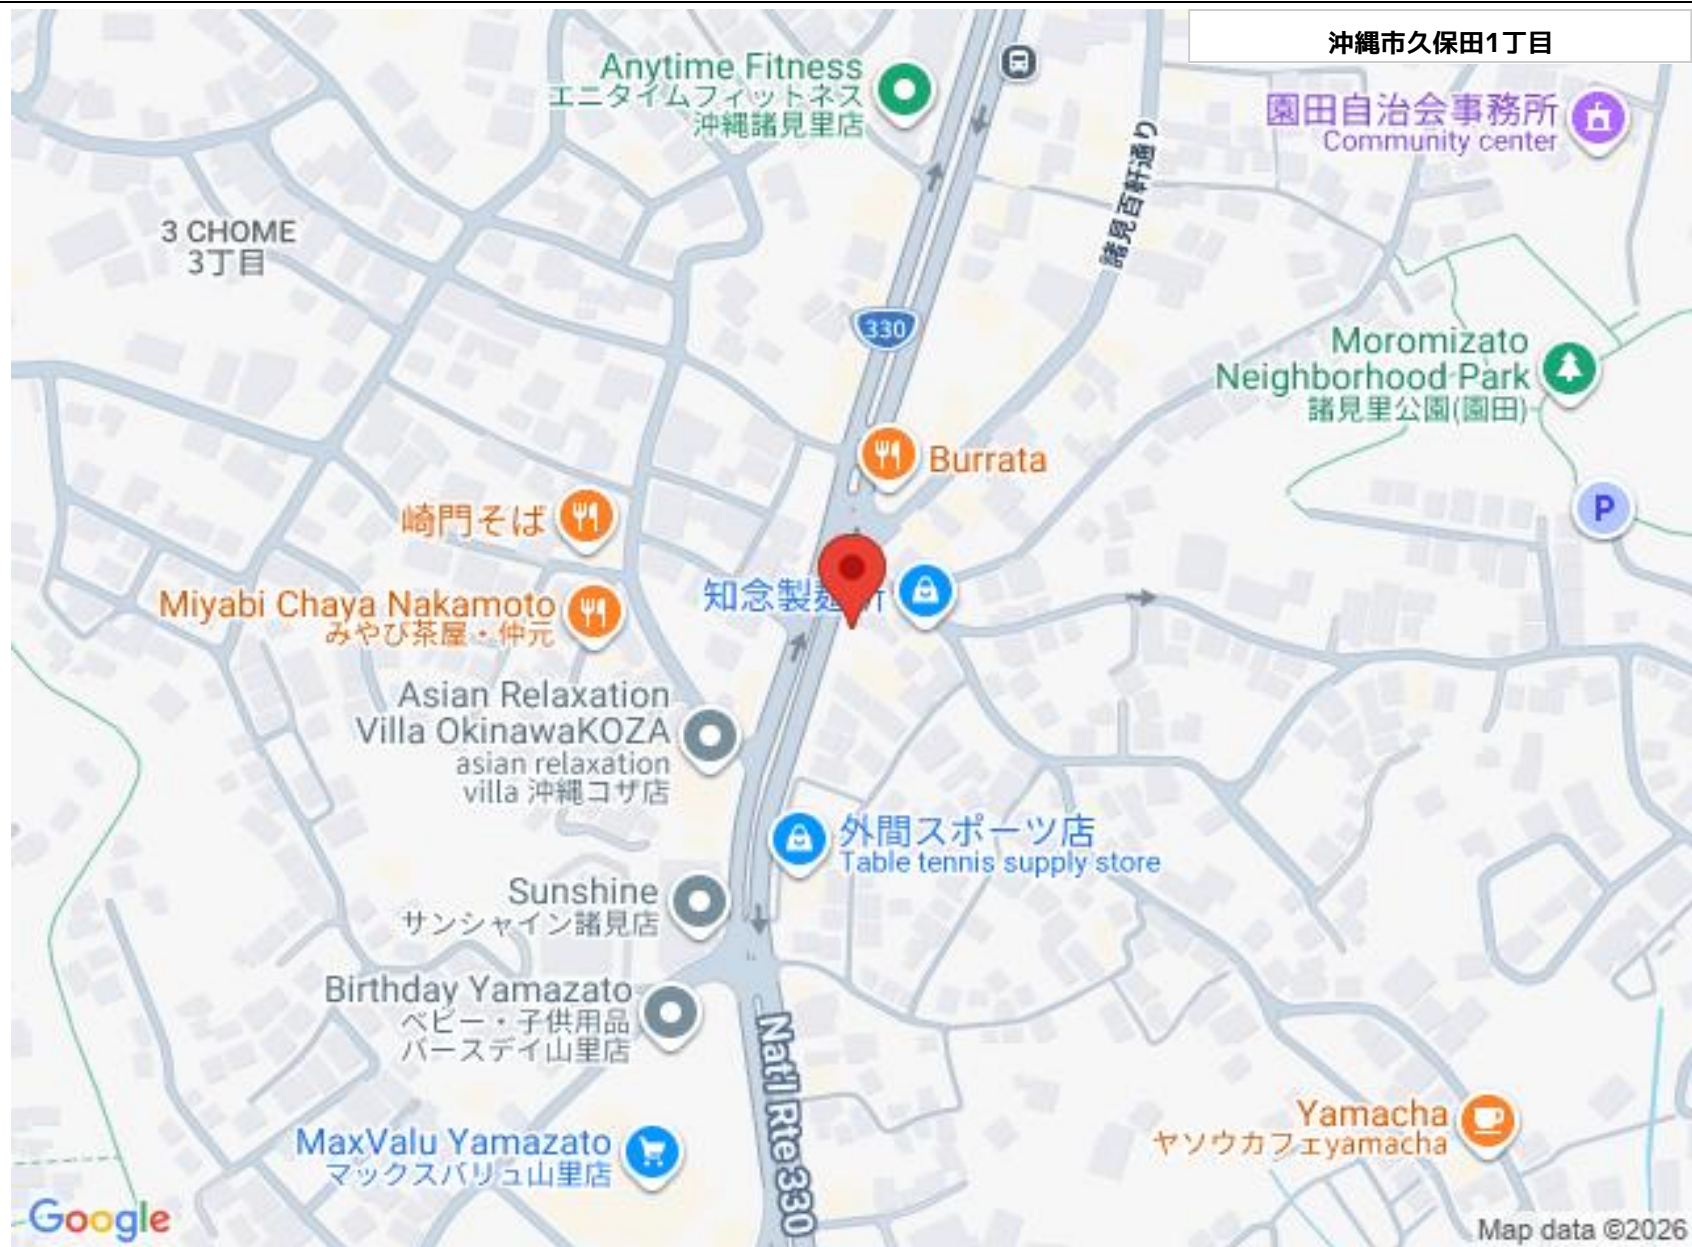 沖縄市久保田1丁目
Anytime Fitness
エニタイムフィットネス
沖縄諸見里店
園田自治会事務所
Community center
諸見百軒通り
3 CHOME
3丁目
330
Moromizato
Neighborhood Park
諸見里公園(園田)
Burrata
崎門そば
P
知念製麺所
Miyabi Chaya Nakamoto
みやび茶屋・仲元
Asian Relaxation
Villa OkinawaKOZA
asian relaxation
villa 沖縄コザ店
外間スポーツ店
Table tennis supply store
Sunshine
サンシャイン諸見店
Birthday Yamazato
ベビー・子供用品
バースデイ山里店
Nat'l Rte 330
Yamacha
ヤソウカフェyamacha
MaxValu Yamazato
マックスバリュ山里店
Google
Map data ©2026